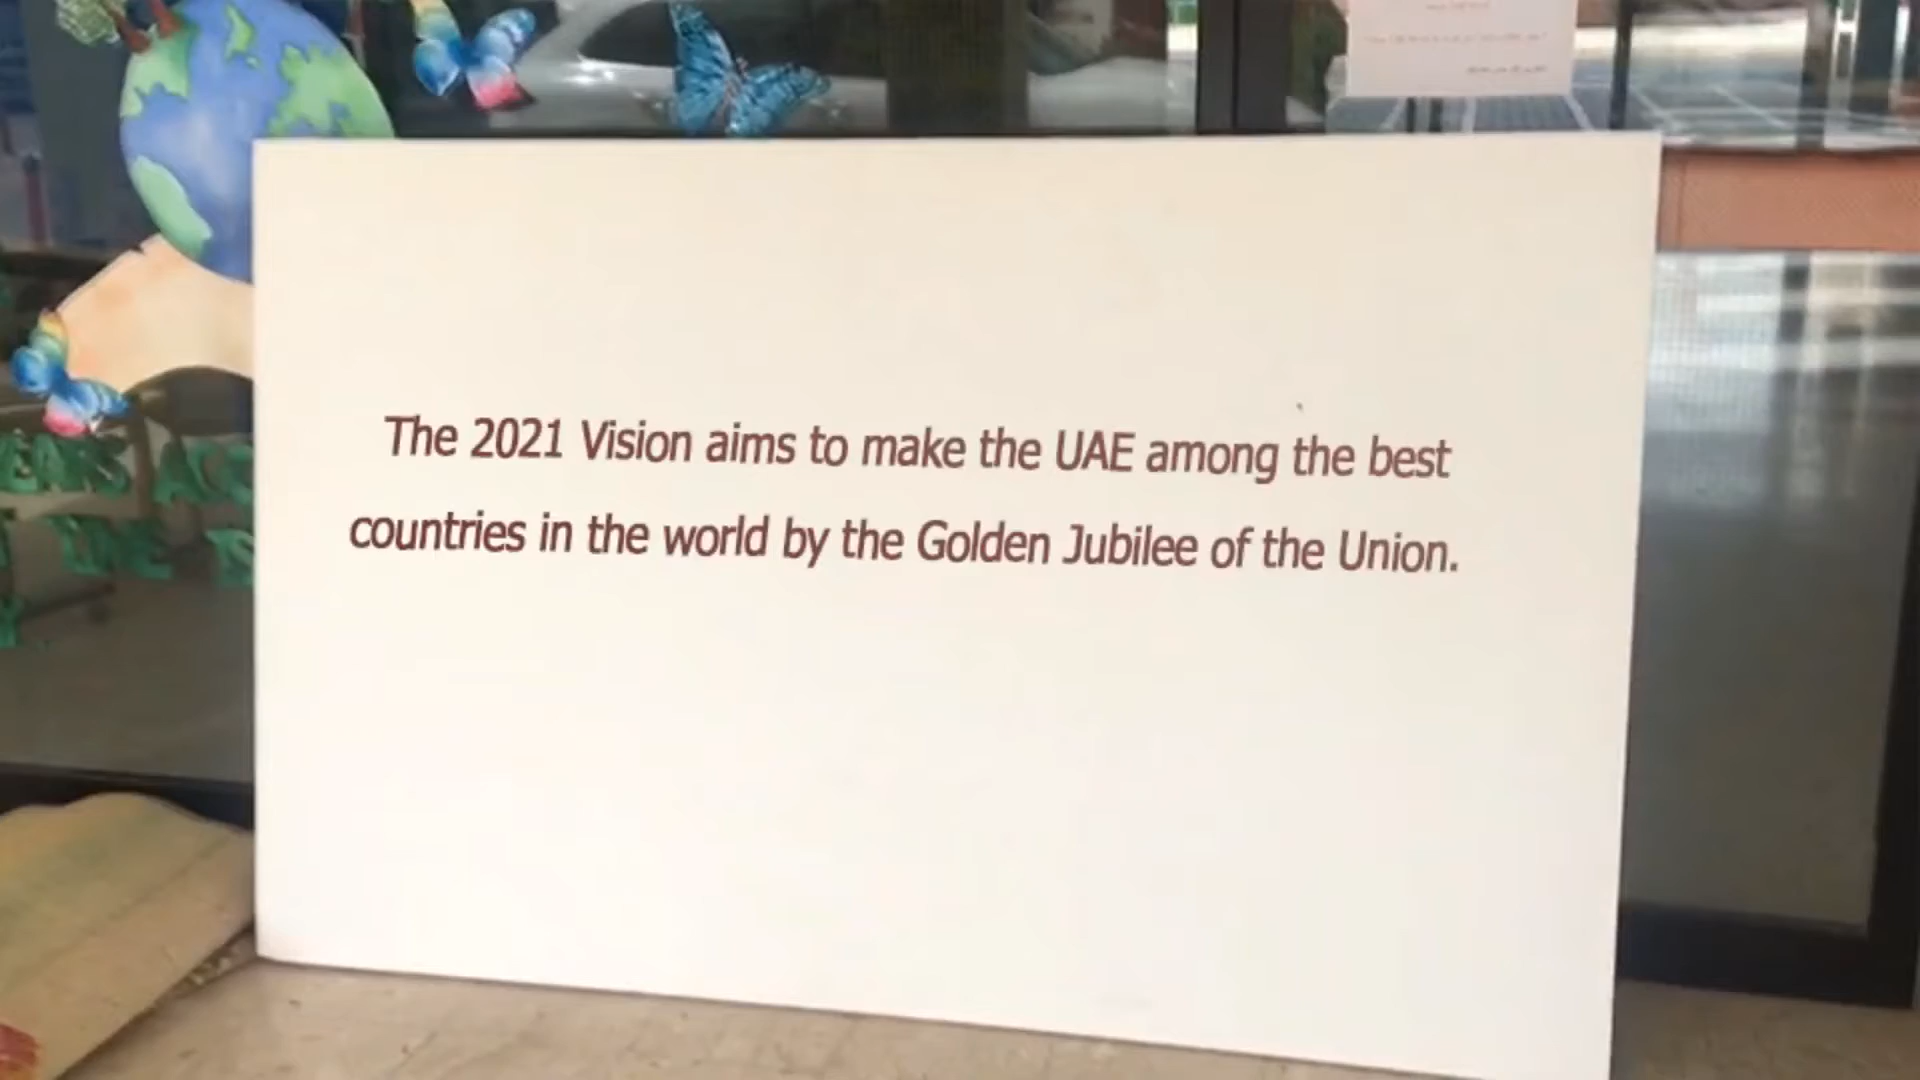 The 2021 Vision aims to make the UAE among the best
countries in the world by the Golden Jubilee of the Union.